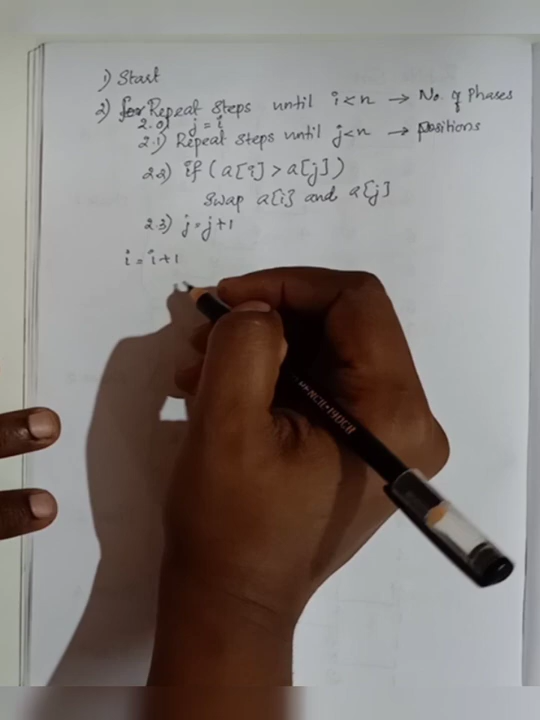 1) Start
2) Repeat Steps until i<n → No. of Phases
2.0) j = i
2.1) Repeat Steps until j<n → positions
2.2) if (a[i] > a[j])
Swap a[i] and a[j]
2.3) j = j+1
i = i+1